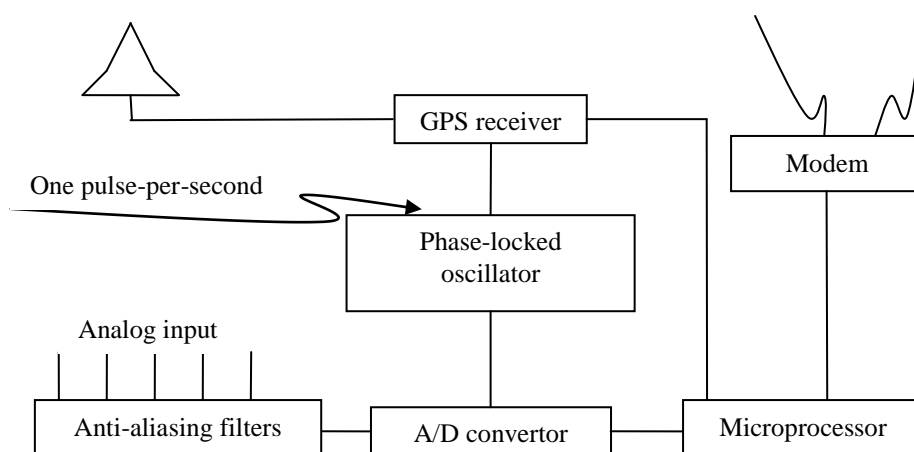 GPS receiver
Modem
One pulse-per-second
Phase-locked
oscillator
Analog input
Anti-aliasing filters
A/D convertor
Microprocessor